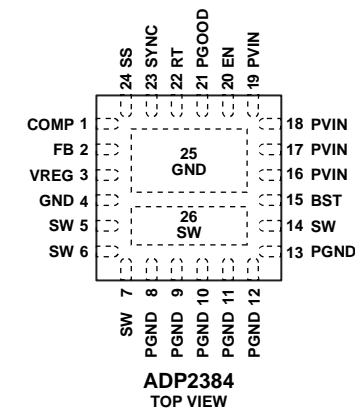 24 SS
23 SYNC
22 RT
21 PGOOD
20 EN
19 PVIN
COMP 1
FB 2
VREG 3
GND 4
SW 5
SW 6
25
GND
26
SW
18 PVIN
17 PVIN
16 PVIN
15 BST
14 SW
13 PGND
SW 7
PGND 8
PGND 9
PGND 10
PGND 11
PGND 12
ADP2384
TOP VIEW